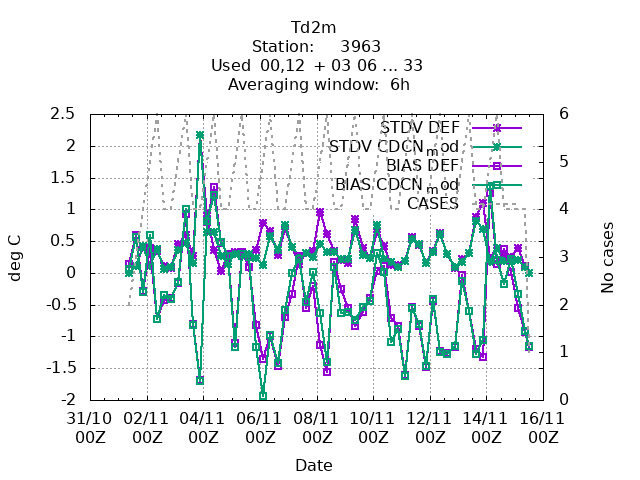 Td2m
Station: 3963
Used 00,12 + 03 06 ... 33
Averaging window: 6h
2.5
2
1.5
1
0.5
0
-0.5
-1
-1.5
-2
deg C
6
5
4
3
2
1
0
No cases
STDV DEF
STDV CDCN_mod
BIAS DEF
BIAS CDCN_mod
CASES
31/10 02/11 04/11 06/11 08/11 10/11 12/11 14/11 16/11
00Z 00Z 00Z 00Z 00Z 00Z 00Z 00Z 00Z
Date